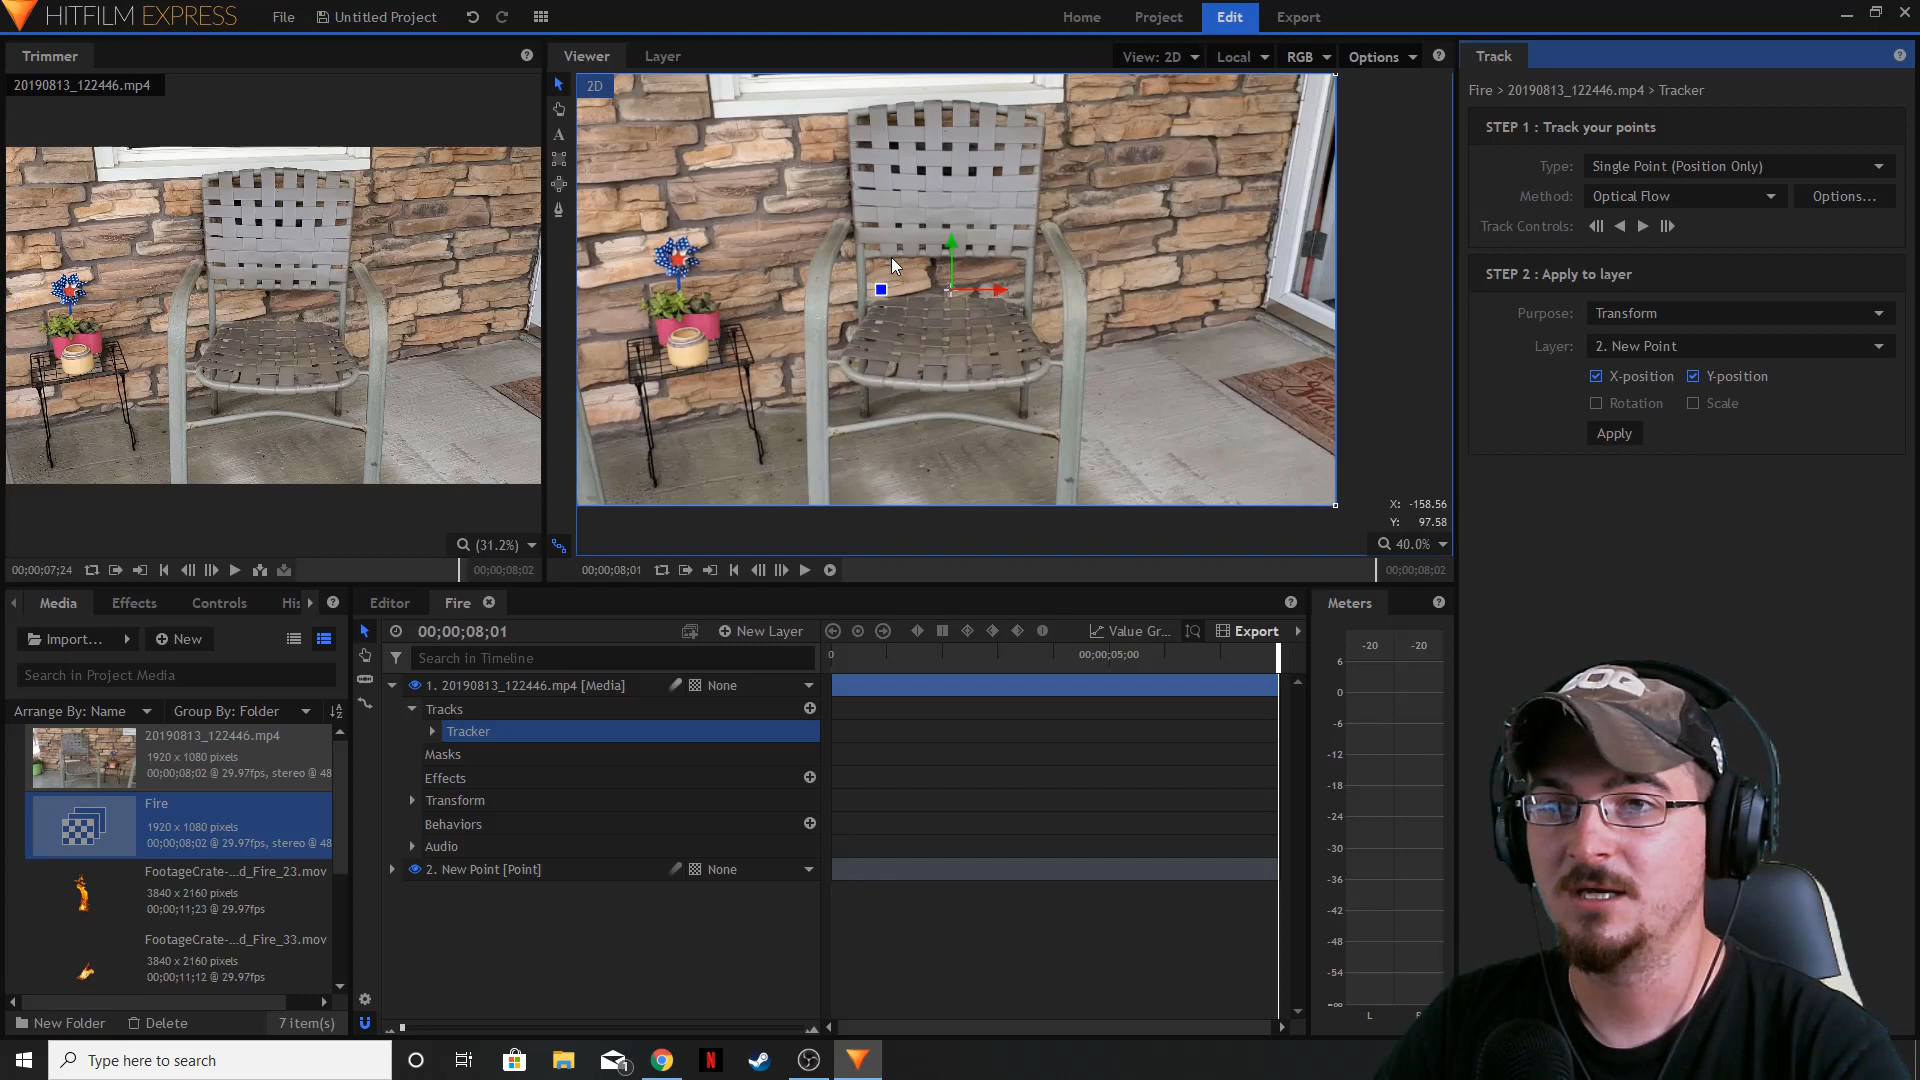 HITFILM EXPRESS
File
Untitled Project
Home
Project
Edit
Export
Trimmer
20190813_122446.mp4
(31.2%)
00;00;07;24
00;00;08;02
Viewer
Layer
View: 2D
Local
RGB
Options
2D
X: -158.56
Y: 97.58
40.0%
00;00;08;01
00;00;08;02
Track
Fire > 20190813_122446.mp4 > Tracker
STEP 1 : Track your points
Type: Single Point (Position Only)
Method: Optical Flow Options...
Track Controls:
STEP 2 : Apply to layer
Purpose: Transform
Layer: 2. New Point
X-position Y-position
Rotation Scale
Apply
Media
Effects
Controls
His
Import...
New
Search in Project Media
Arrange By: Name
Group By: Folder
20190813_122446.mp4
1920 x 1080 pixels
00;00;08;02 @ 29.97fps, stereo @ 48
Fire
1920 x 1080 pixels
00;00;08;02 @ 29.97fps, stereo @ 48
FootageCrate-...d_Fire_23.mov
3840 x 2160 pixels
00;00;11;23 @ 29.97fps
FootageCrate-...d_Fire_33.mov
3840 x 2160 pixels
00;00;11;12 @ 29.97fps
New Folder
Delete
7 item(s)
Editor
Fire
00;00;08;01
New Layer
Value Gr...
Export
Search in Timeline
0
00;00;05;00
1. 20190813_122446.mp4 [Media]
None
Tracks
Tracker
Masks
Effects
Transform
Behaviors
Audio
2. New Point [Point]
None
Meters
-20 -20
6
0
-6
-12
-18
-24
-30
-36
-42
-48
-54
-∞
L
Type here to search
1
N